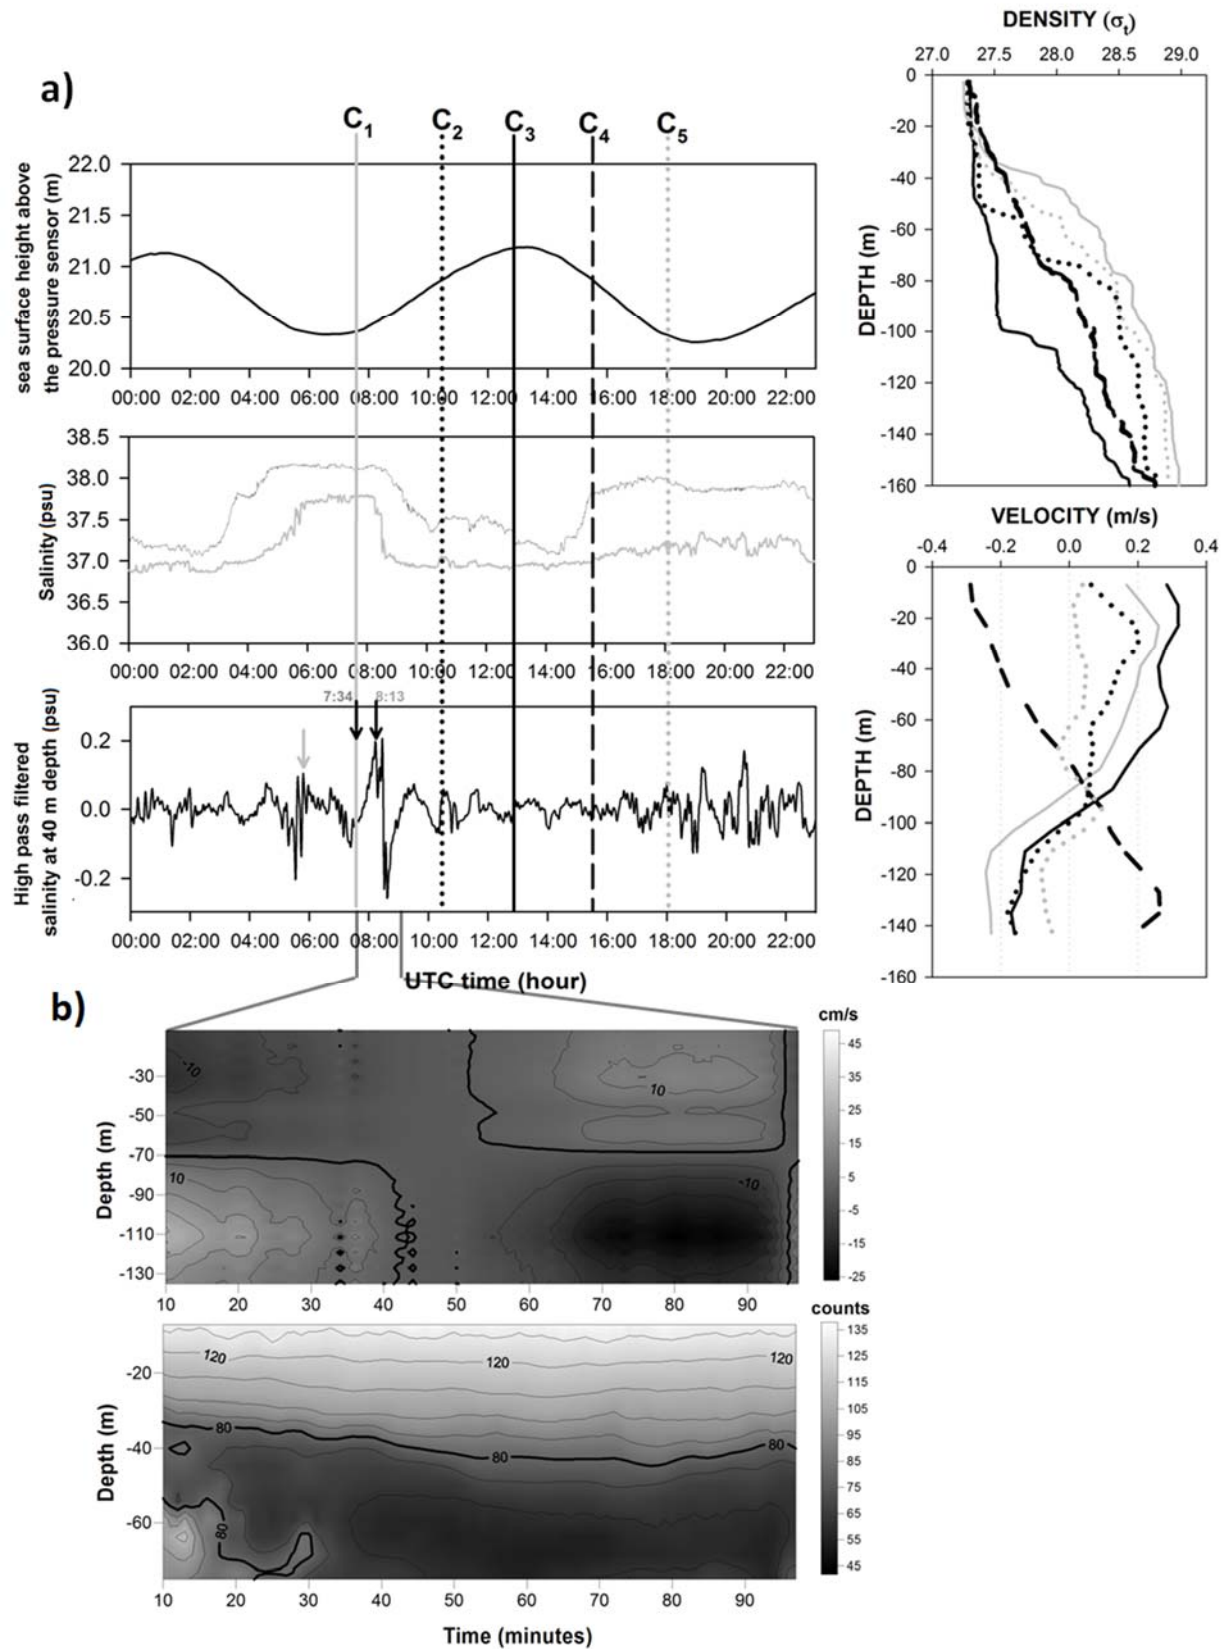 a)
C1 C2 C3 C4 C5
sea surface height above
the pressure sensor (m)
22.0
21.5
21.0
20.5
20.0
00:00 02:00 04:00 06:00 08:00 10:00 12:00 14:00 16:00 18:00 20:00 22:00
Salinity (psu)
38.5
38.0
37.5
37.0
36.5
36.0
00:00 02:00 04:00 06:00 08:00 10:00 12:00 14:00 16:00 18:00 20:00 22:00
7:34 8:13
High pass filtered
salinity at 40 m depth (psu)
0.2
0.0
-0.2
00:00 02:00 04:00 06:00 08:00 10:00 12:00 14:00 16:00 18:00 20:00 22:00
UTC time (hour)
DENSITY (σt)
27.0 27.5 28.0 28.5 29.0
DEPTH (m)
0
-20
-40
-60
-80
-100
-120
-140
-160
VELOCITY (m/s)
-0.4 -0.2 0.0 0.2 0.4
DEPTH (m)
0
-20
-40
-60
-80
-100
-120
-140
-160
b)
cm/s
45
35
25
15
5
-5
-15
-25
Depth (m)
-30
-50
-70
-90
-110
-130
-10
10
10
-10
10 20 30 40 50 60 70 80 90
counts
135
125
115
105
95
85
75
65
55
45
Depth (m)
-20
-40
-60
120 120 120
80 80 80
80
10 20 30 40 50 60 70 80 90
Time (minutes)